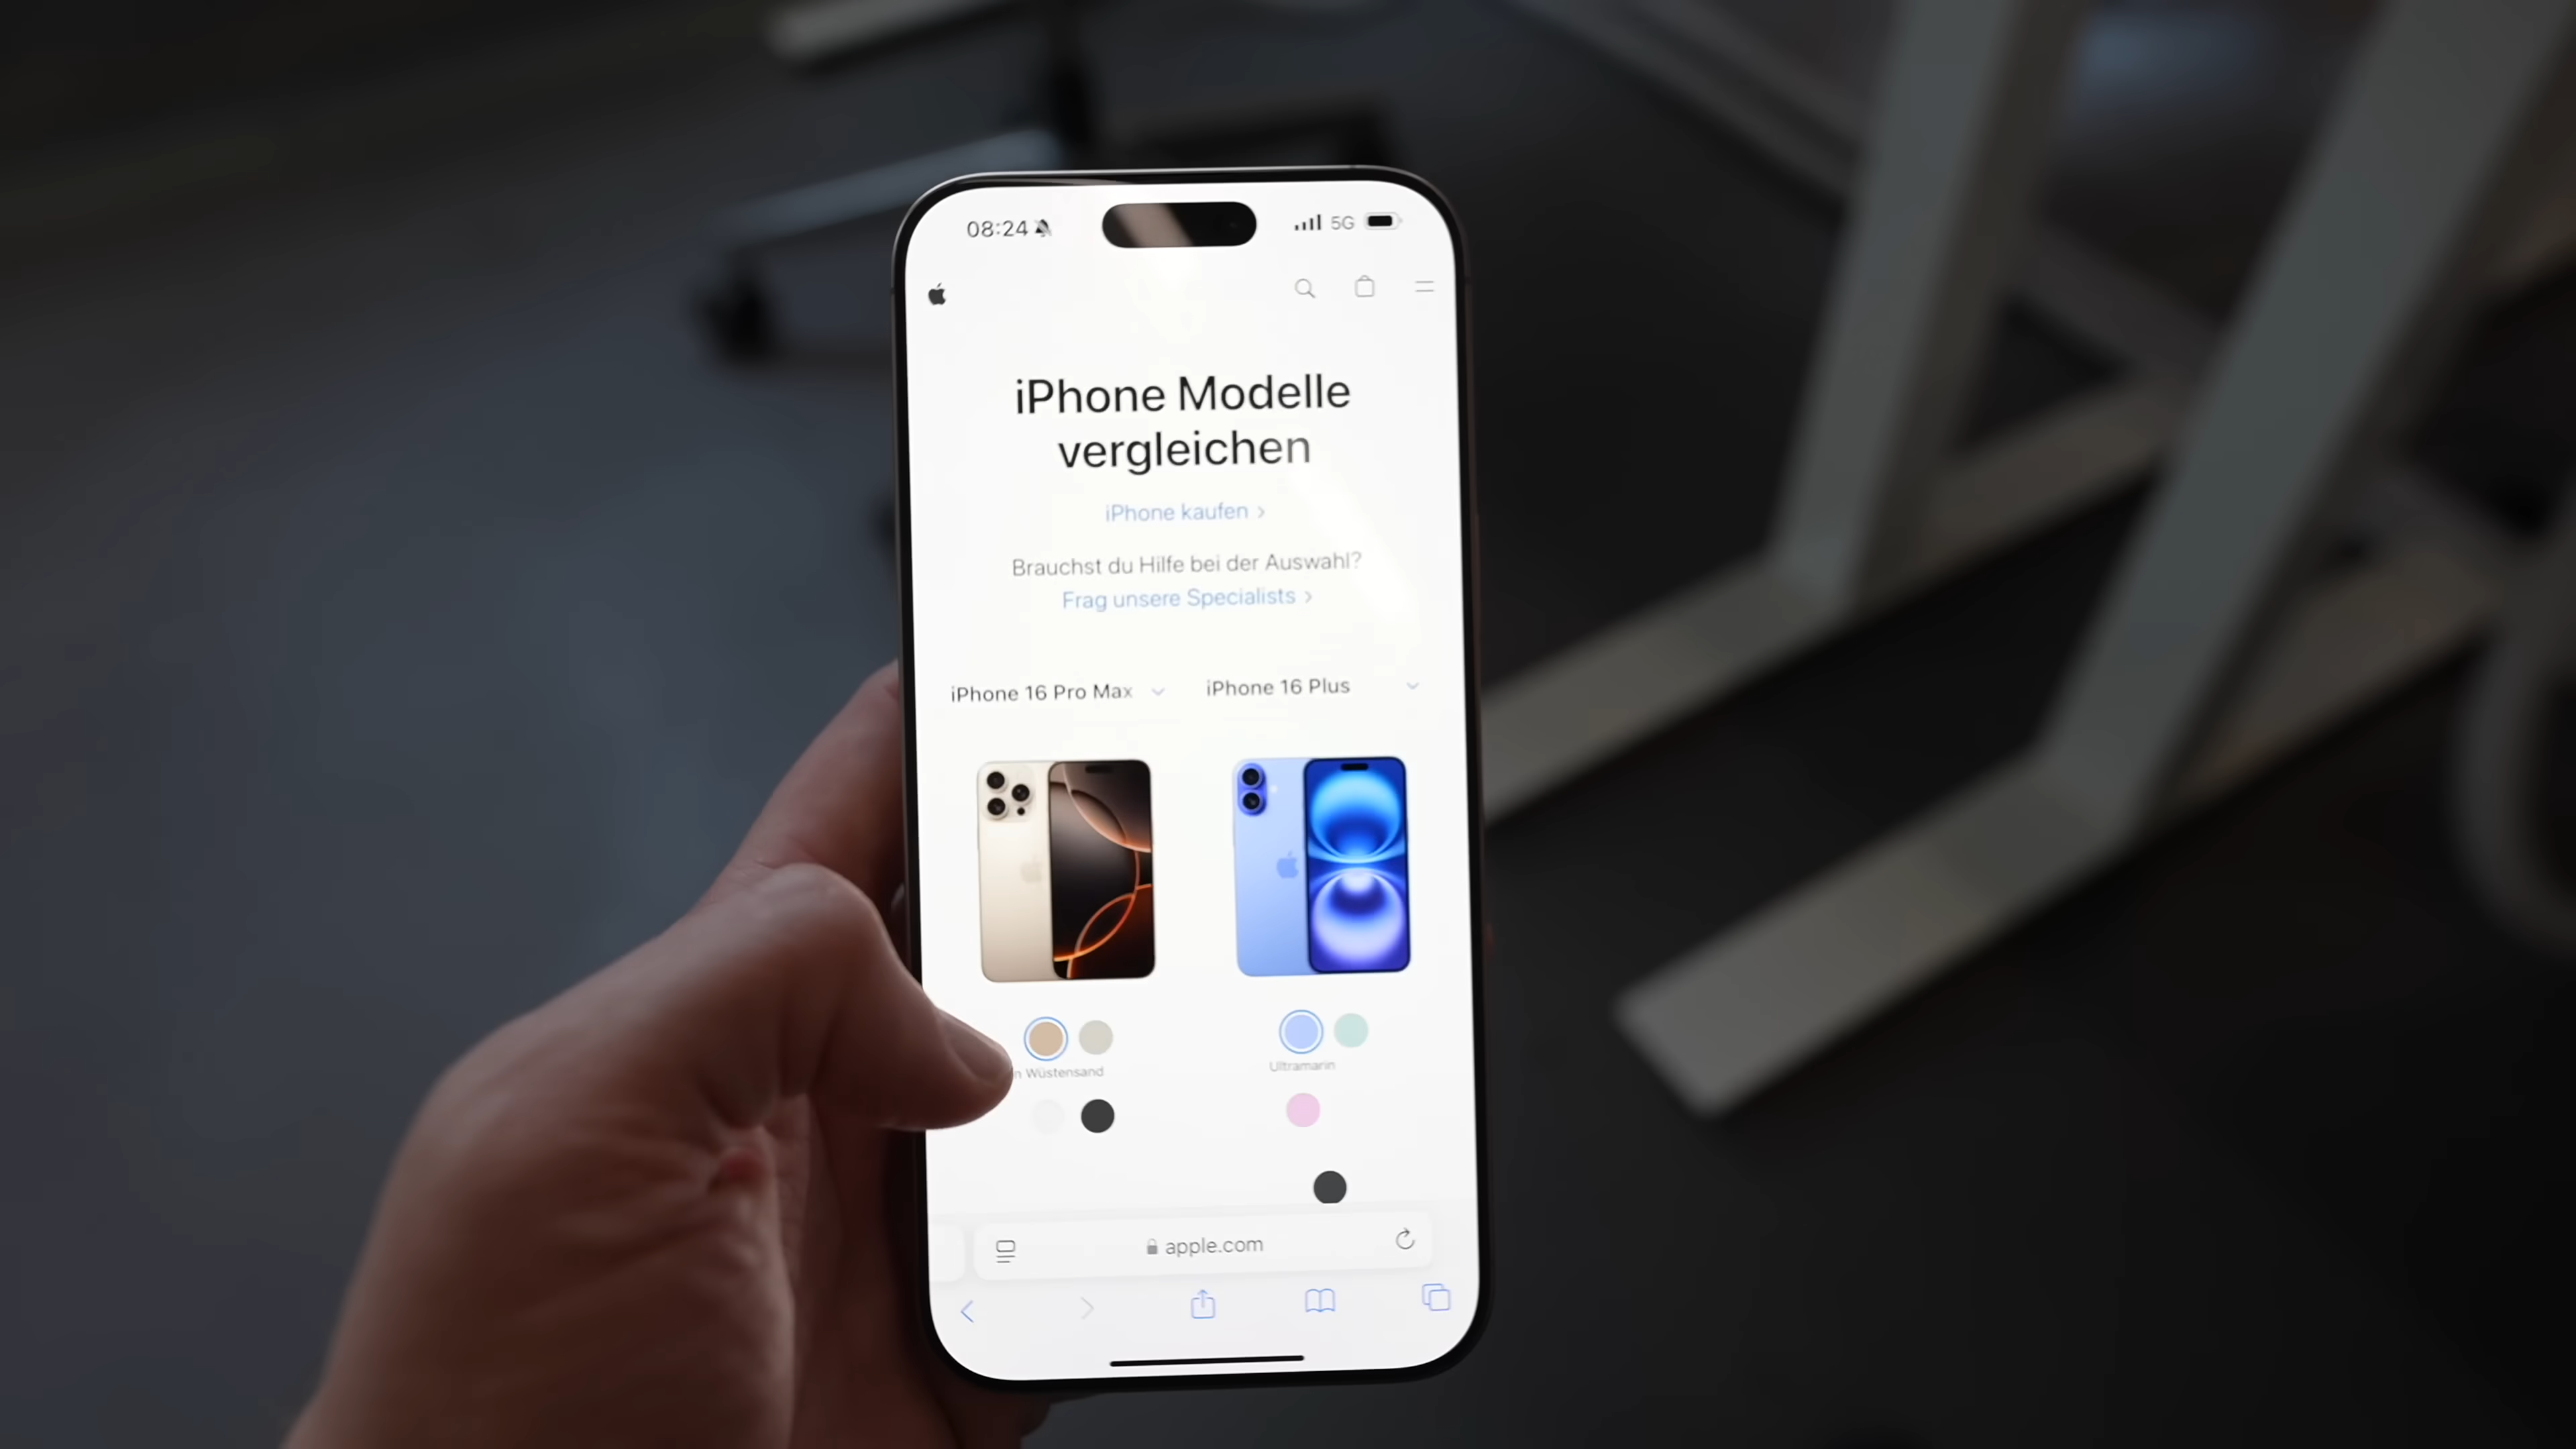 08:24
5G
iPhone Modelle
vergleichen
iPhone kaufen >
Brauchst du Hilfe bei der Auswahl?
Frag unsere Specialists >
iPhone 16 Pro Max
iPhone 16 Plus
n Wüstensand
Ultramarin
apple.com